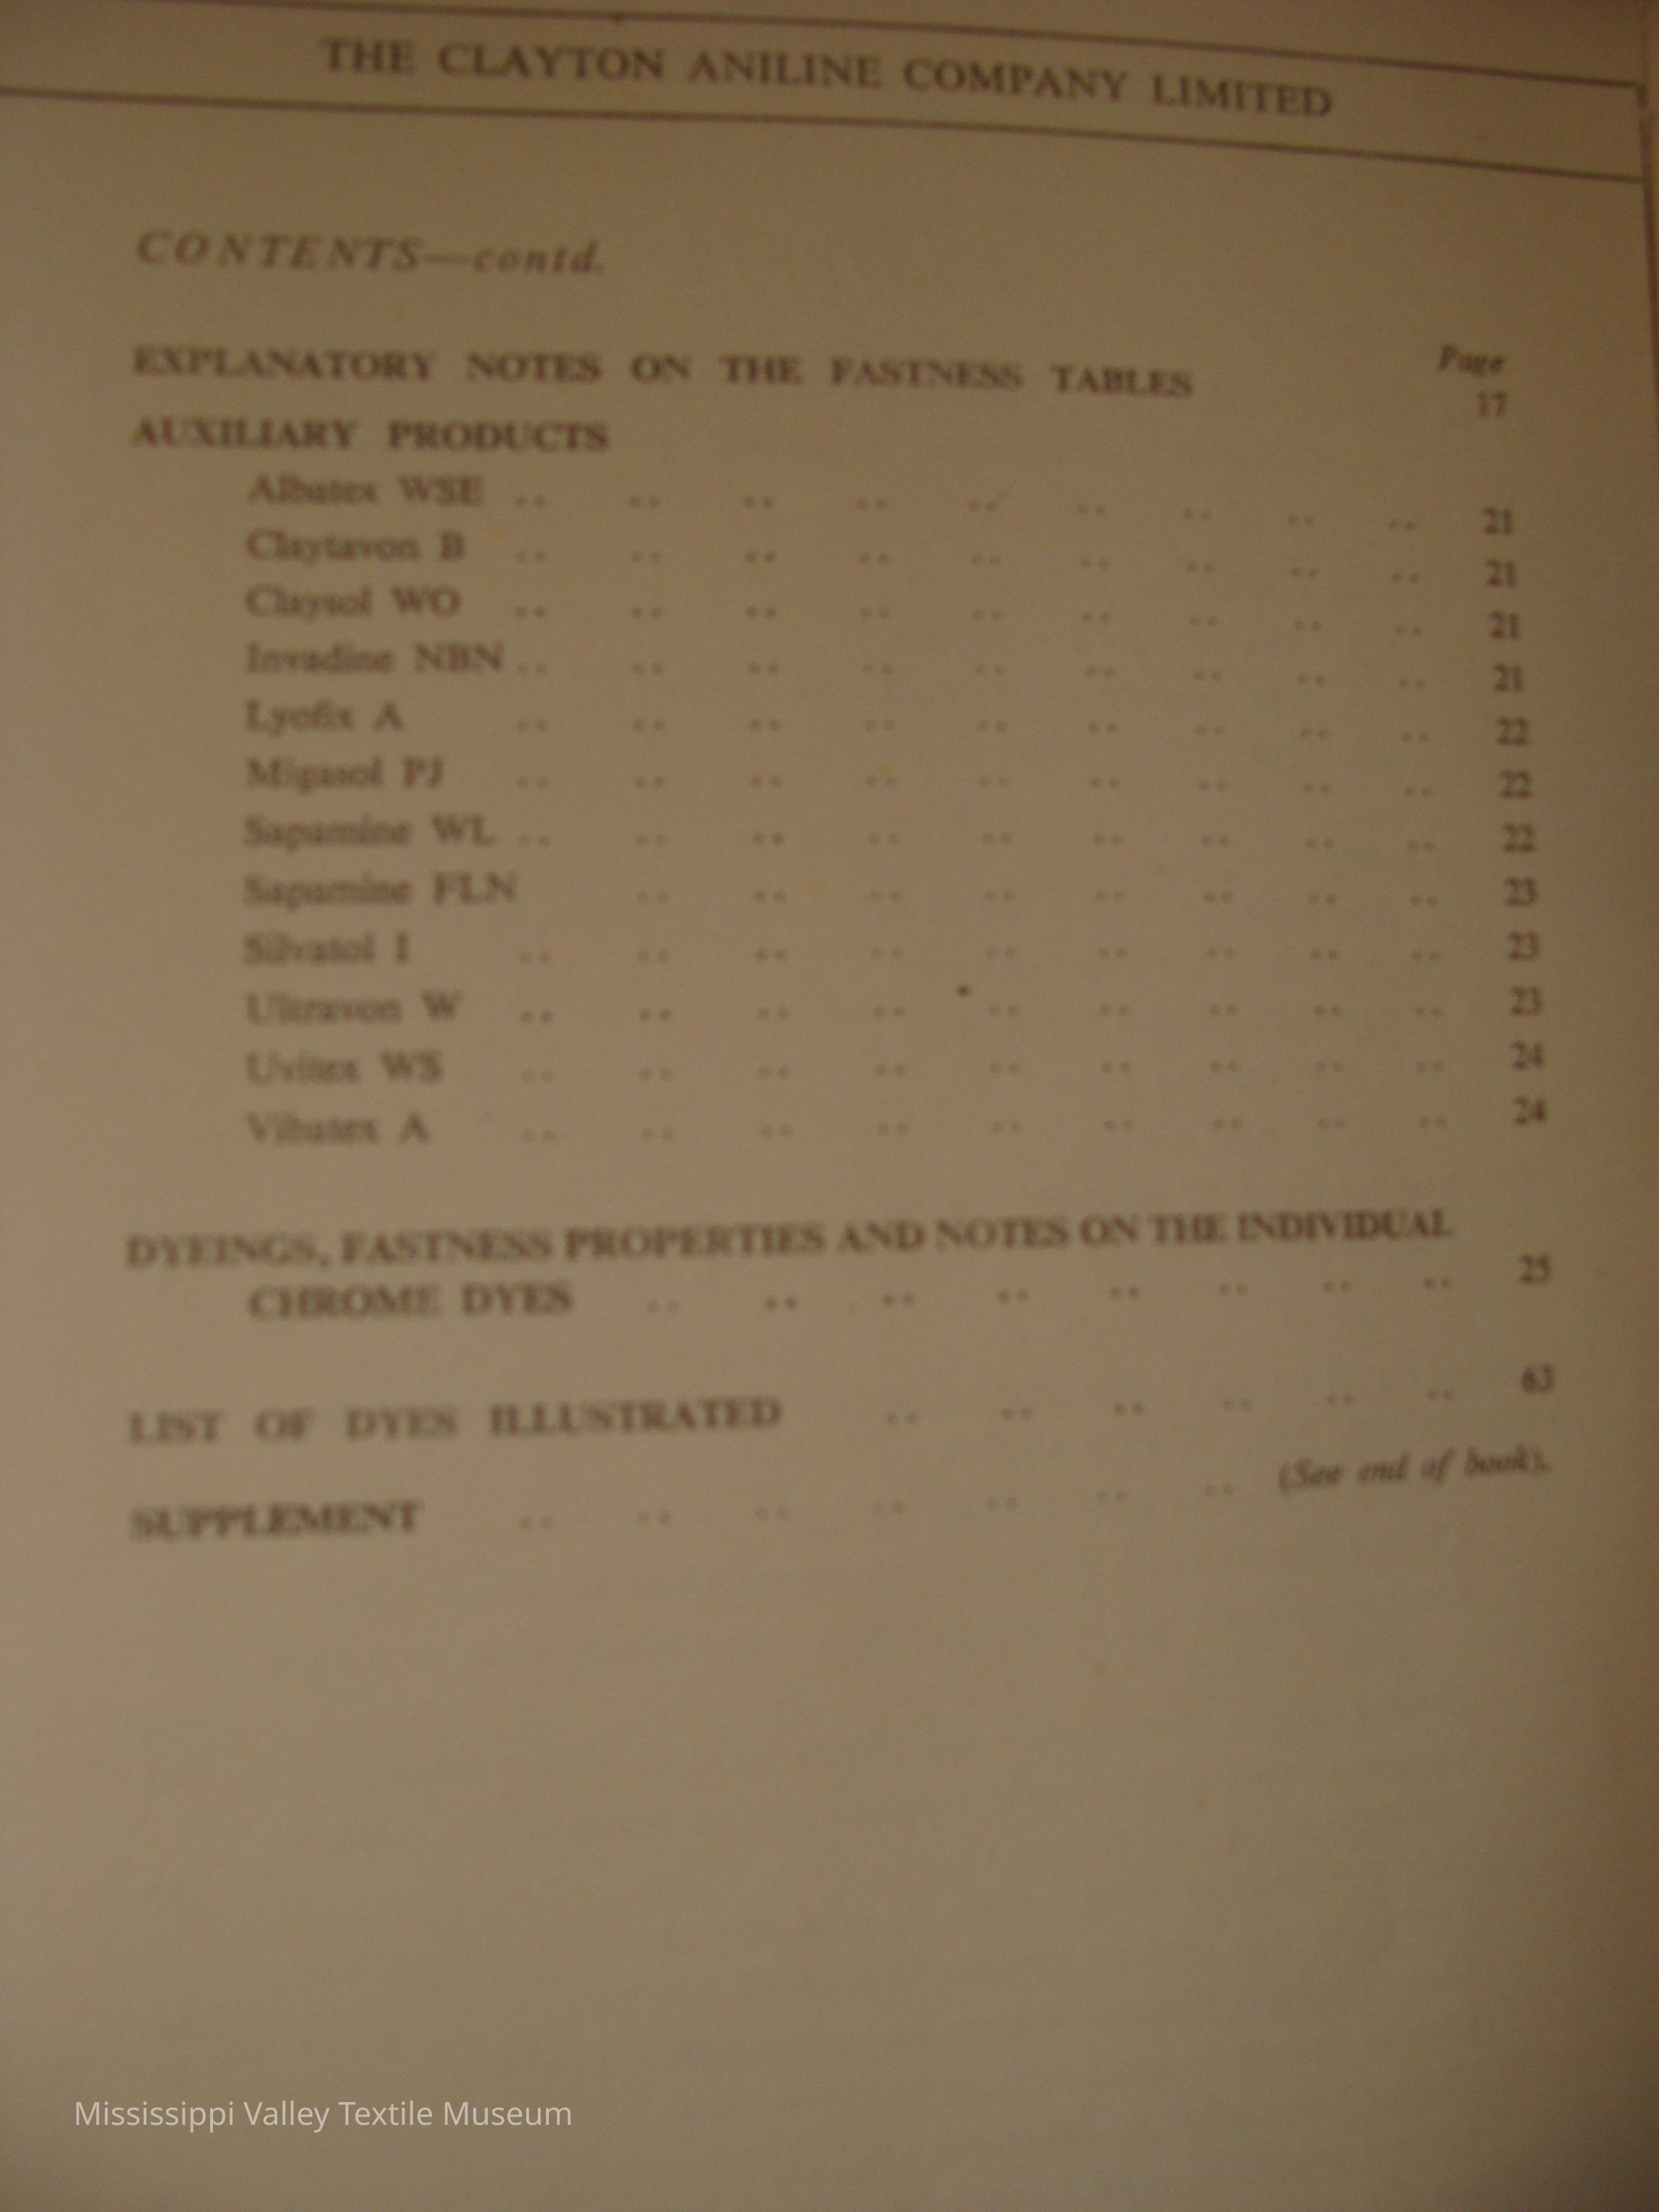 THE CLAYTON ANILINE COMPANY LIMITED
CONTENTS—contd.
Page
EXPLANATORY NOTES ON THE FASTNESS TABLES 17
AUXILIARY PRODUCTS
Albatex WSE .. .. .. .. .. .. .. .. .. 21
Claytavon B .. .. .. .. .. .. .. .. .. 21
Claysol WO .. .. .. .. .. .. .. .. .. 21
Invadine NBN .. .. .. .. .. .. .. .. .. 21
Lyofix A .. .. .. .. .. .. .. .. .. 22
Migasol PJ .. .. .. .. .. .. .. .. .. 22
Sapamine WL .. .. .. .. .. .. .. .. .. 22
Sapamine FLN .. .. .. .. .. .. .. .. 23
Silvatol I .. .. .. .. .. .. .. .. .. 23
Ultravon W .. .. .. .. .. .. .. .. .. 23
Uvitex WS .. .. .. .. .. .. .. .. .. 24
Vibatex A .. .. .. .. .. .. .. .. .. 24
DYEINGS, FASTNESS PROPERTIES AND NOTES ON THE INDIVIDUAL
CHROME DYES .. .. .. .. .. .. .. .. 25
LIST OF DYES ILLUSTRATED .. .. .. .. .. .. 63
SUPPLEMENT .. .. .. .. .. .. .. (See end of book).
Mississippi Valley Textile Museum